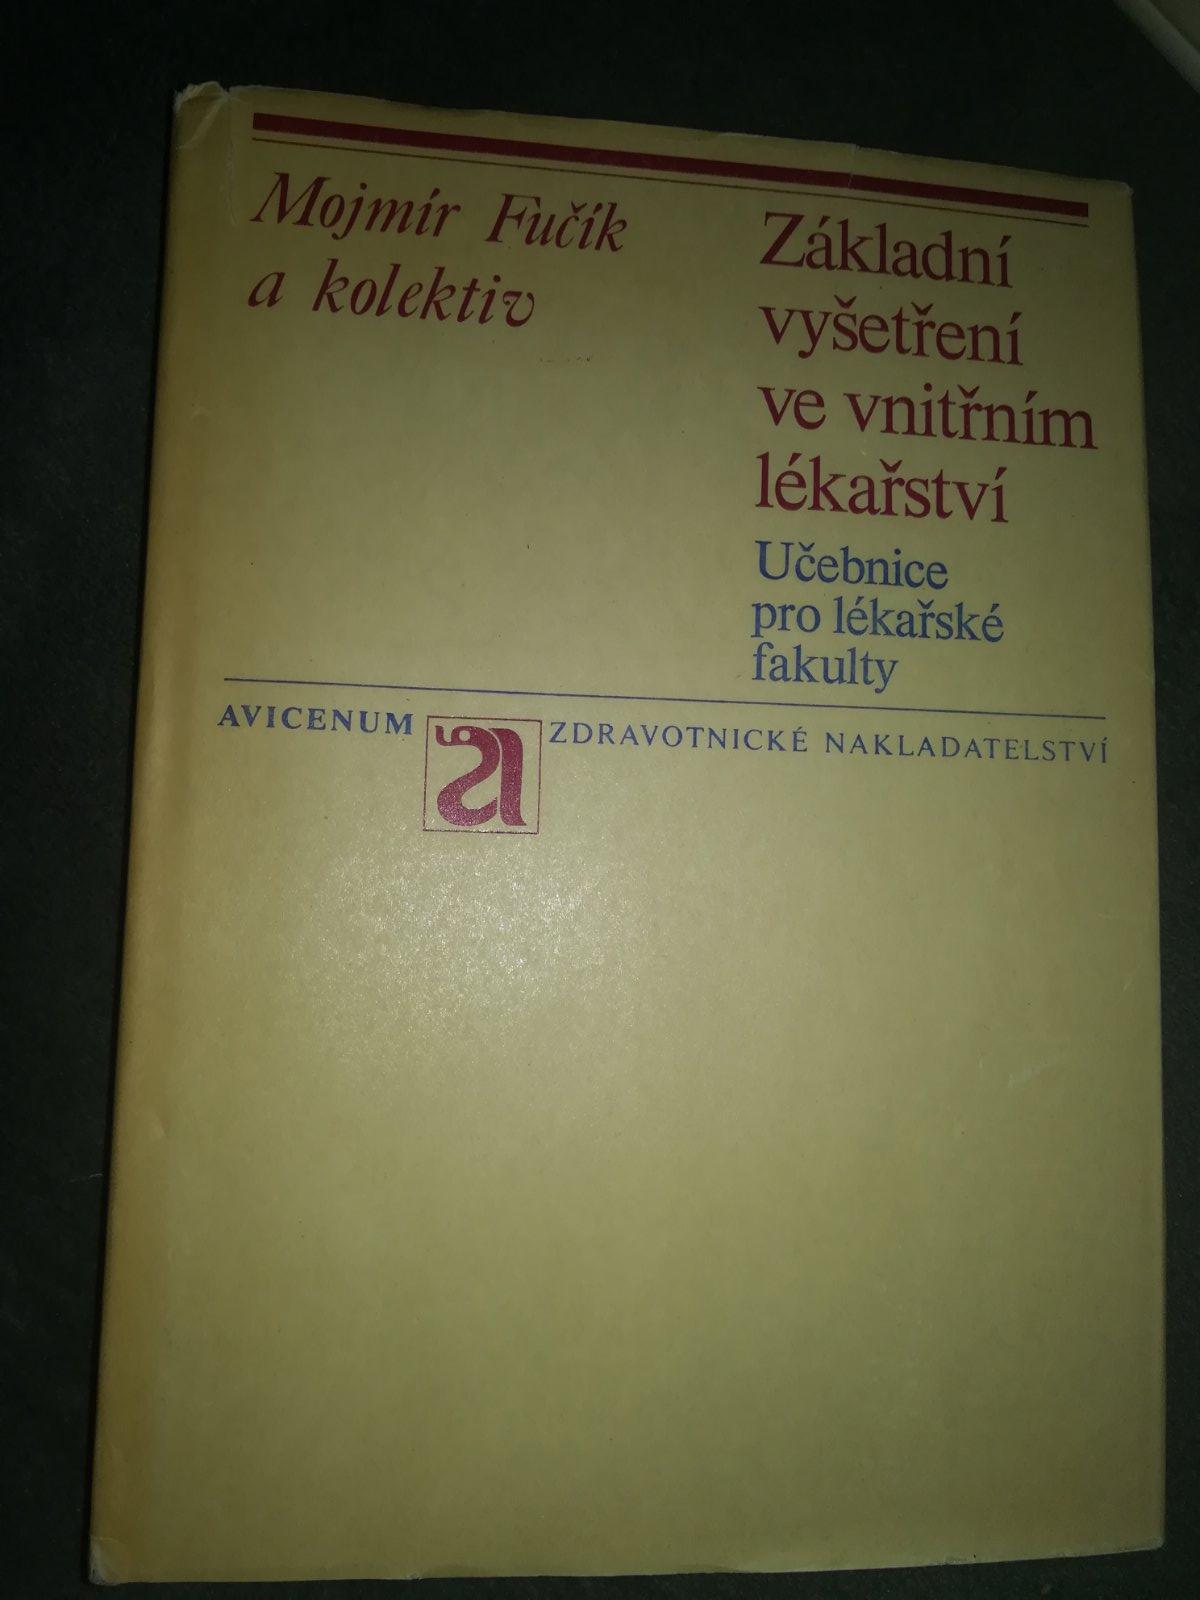 Mojmír Fučík
a kolektiv
Základní
vyšetření
ve vnitřním
lékařství
Učebnice
pro lékařské
fakulty
AVICENUM a ZDRAVOTNICKÉ NAKLADATELSTVÍ